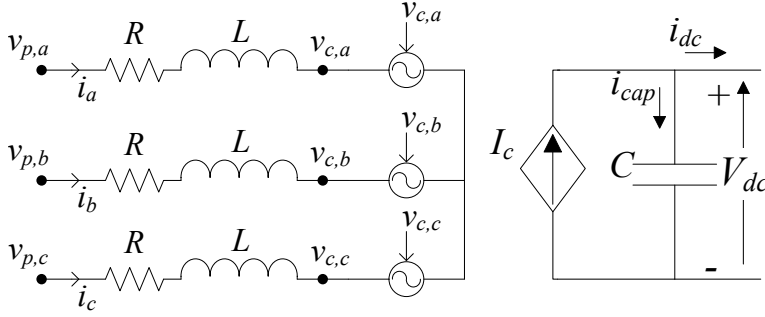 v_{c,a}
v_{p,a} R L v_{c,a} i_{dc}
i_a i_{cap} +
v_{c,b}
v_{p,b} R L v_{c,b} I_c C V_{dc}
i_b
v_{c,c}
v_{p,c} R L v_{c,c}
i_c -